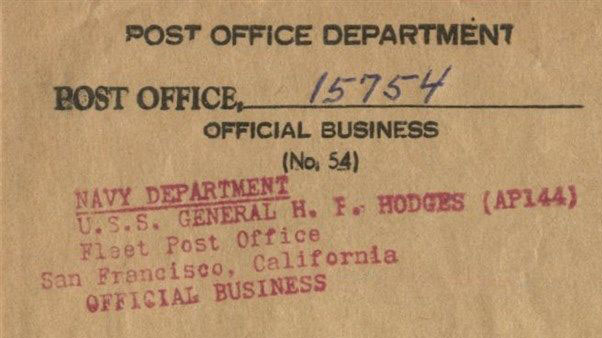 POST OFFICE DEPARTMENT
POST OFFICE, 15754
OFFICIAL BUSINESS
(No. 54)
NAVY DEPARTMENT
U.S.S. GENERAL H. F. HODGES (AP144)
Fleet Post Office
San Francisco, California
OFFICIAL BUSINESS